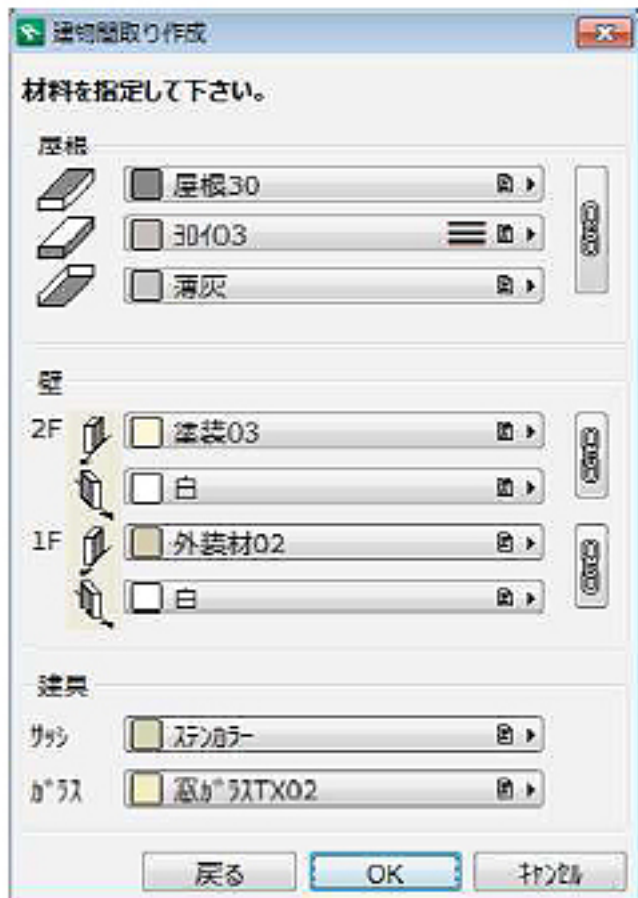 建物間取り作成
材料を指定して下さい。
屋根
屋根30
ﾖﾛｲ03
薄灰
壁
2F 塗装03
白
1F 外装材02
白
建具
ｻｯｼ ｽﾃﾝｶﾗｰ
ｶﾞﾗｽ 窓ｶﾞﾗｽTX02
戻る OK ｷｬﾝｾﾙ